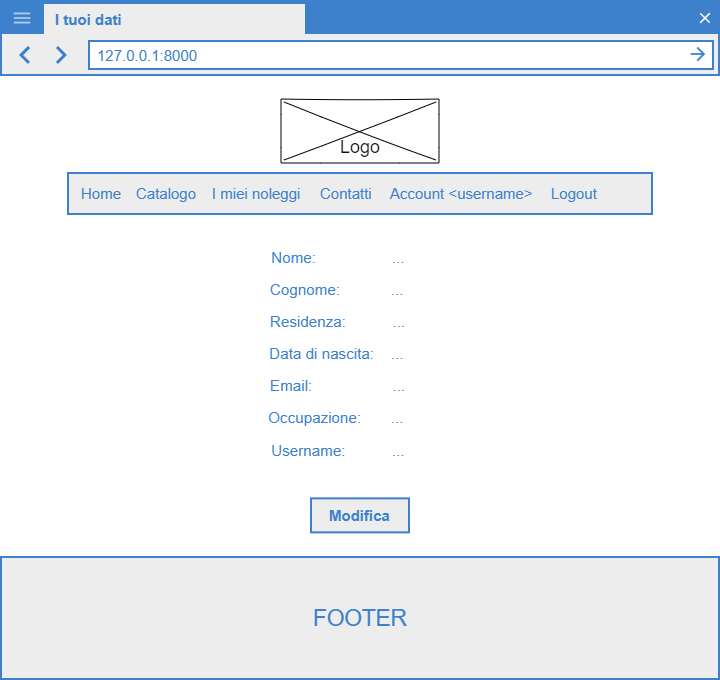 I tuoi dati
127.0.0.1:8000
Logo
Home Catalogo I miei noleggi Contatti Account <username> Logout
Nome: ...
Cognome: ...
Residenza: ...
Data di nascita: ...
Email: ...
Occupazione: ...
Username: ...
Modifica
FOOTER